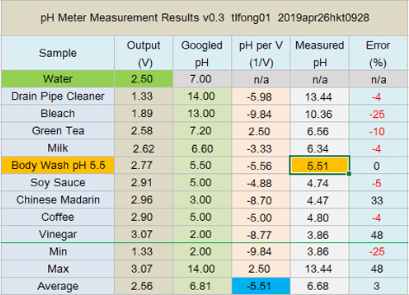 pH Meter Measurement Results v0.3 tlfong01 2019apr26hkt0928
Sample Output (V) Googled pH pH per V (1/V) Measured pH Error (%)
Water 2.50 7.00 n/a n/a n/a
Drain Pipe Cleaner 1.33 14.00 -5.98 13.44 -4
Bleach 1.89 13.00 -9.84 10.36 -25
Green Tea 2.58 7.20 2.50 6.56 -10
Milk 2.62 6.60 -3.33 6.34 -4
Body Wash pH 5.5 2.77 5.50 -5.56 5.51 0
Soy Sauce 2.91 5.00 -4.88 4.74 -5
Chinese Madarin 2.96 3.00 -8.70 4.47 33
Coffee 2.90 5.00 -5.00 4.80 -4
Vinegar 3.07 2.00 -8.77 3.86 48
Min 1.33 2.00 -9.84 3.86 -25
Max 3.07 14.00 2.50 13.44 48
Average 2.56 6.81 -5.51 6.68 3